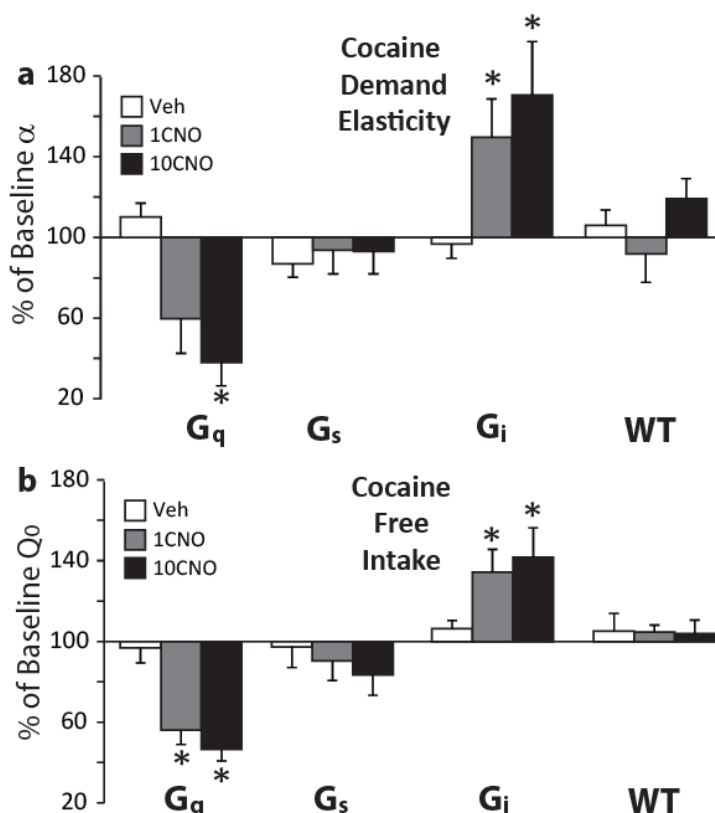 a
Cocaine
Demand
Elasticity
* *
180
140
100
60
20
% of Baseline α
Veh
1CNO
10CNO
*
Gq Gs Gi WT
b
Cocaine
Free
Intake
* *
180
140
100
60
20
% of Baseline Q0
Veh
1CNO
10CNO
* *
Gq Gs Gi WT